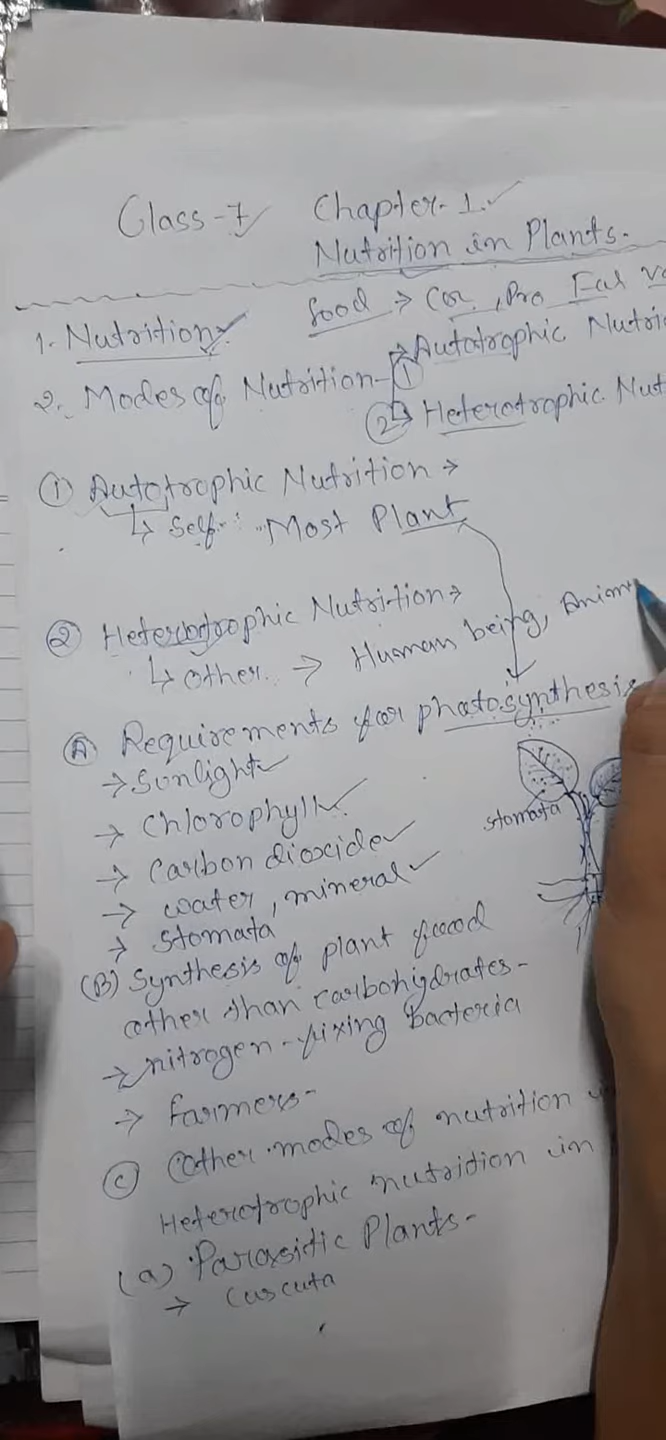 Class-7 Chapter-1.
Nutrition in Plants.
1. Nutrition food → Car, Pro Fat
2. Modes of Nutrition- ① Autotrophic Nutri
② Heterotrophic Nut
① Autotrophic Nutrition →
↳ Self. Most Plant
② Heterotrophic Nutrition →
↳ Other → Human being, Anim
(A) Requirements for photosynthesis
→ Sunlight
→ Chlorophyll
→ Carbon dioxide
→ water, mineral
→ stomata
stomata
(B) Synthesis of plant food
other than carbohydrates-
→ nitrogen-fixing bacteria
→ farmers-
(C) Other modes of nutrition
Heterotrophic nutrition in
(a) Parasitic Plants-
→ Cuscuta